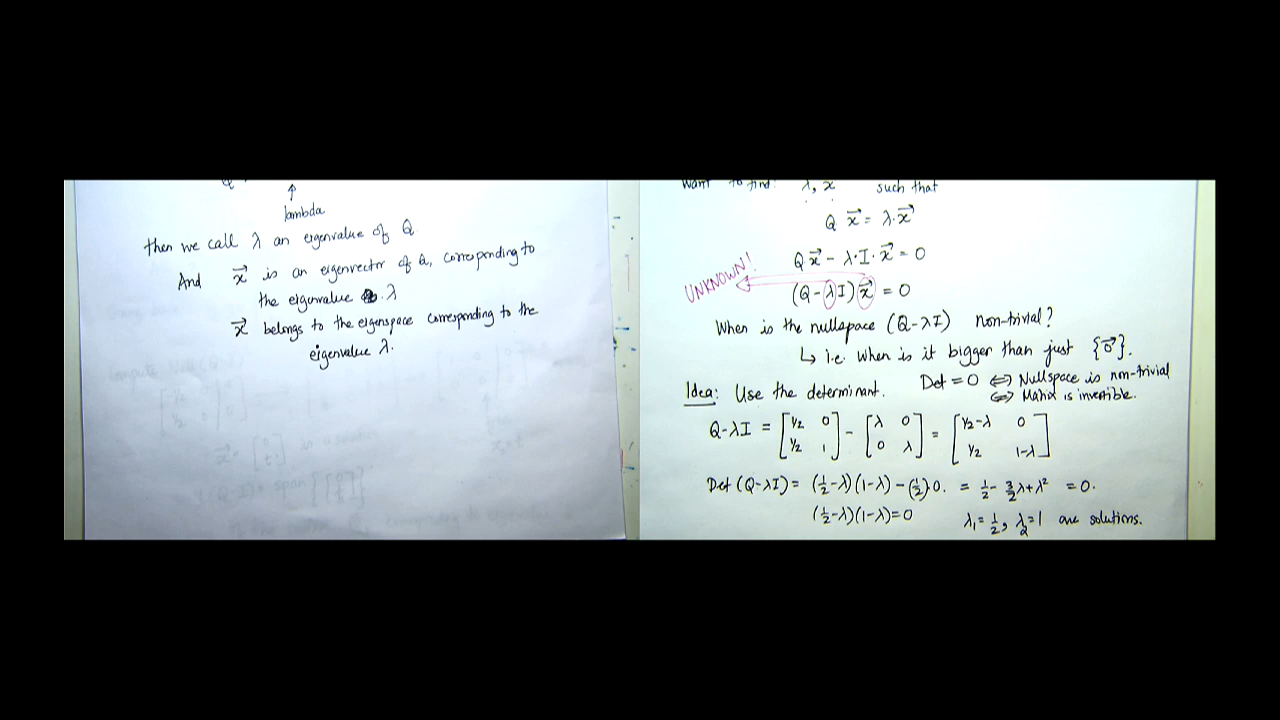 Q
↑
lambda
then we call λ an eigenvalue of Q
And x⃗ is an eigenvector of Q, corresponding to
the eigenvalue λ
x⃗ belongs to the eigenspace corresponding to the
eigenvalue λ.
Want to find: λ, x⃗ such that
Q x⃗ = λ·x⃗
Q x⃗ - λ·I·x⃗ = 0
UNKNOWN!
(Q-λI) x⃗ = 0
When is the nullspace (Q-λI) non-trivial?
↳ i.e. when is it bigger than just {0⃗}.
Idea: Use the determinant. Det = 0 ⇔ Nullspace is non-trivial
⇔ Matrix is invertible.
Q-λI = [1/2 0; 1/2 1] - [λ 0; 0 λ] = [1/2-λ 0; 1/2 1-λ]
Det (Q-λI) = (1/2-λ)(1-λ) - (1/2)·0. = 1/2 - 3/2λ+λ² = 0.
(1/2-λ)(1-λ)=0 λ₁=1/2, λ₂=1 are solutions.